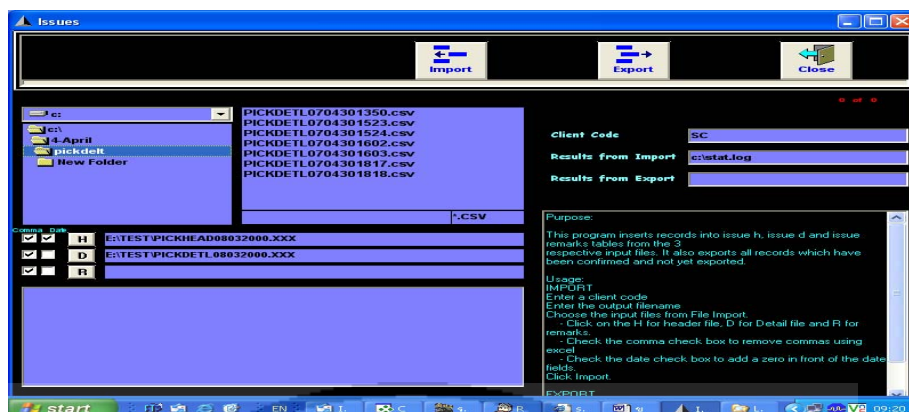 Issues
Import
Export
Close
0 of 0
c:
c:\
4-April
pickdelt
New Folder
PICKDETL0704301350.csv
PICKDETL0704301523.csv
PICKDETL0704301524.csv
PICKDETL0704301602.csv
PICKDETL0704301603.csv
PICKDETL0704301817.csv
PICKDETL0704301818.csv
*.CSV
Client Code
SC
Results from Import
c:\stat.log
Results from Export
Comma Date
H
E:\TEST\PICKHEAD08032000.XXX
D
E:\TEST\PICKDETL08032000.XXX
R
Purpose:
This program inserts records into issue h, issue d and issue
remarks tables from the 3
respective input files. It also exports all records which have
been confirmed and not yet exported.
Usage:
IMPORT
Enter a client code
Enter the output filename
Choose the input files from File Import.
- Click on the H for header file, D for Detail file and R for
remarks.
- Check the comma check box to remove commas using
excel
- Check the date check box to add a zero in front of the date
fields.
Click Import.
EXPORT
start
EN
09:20